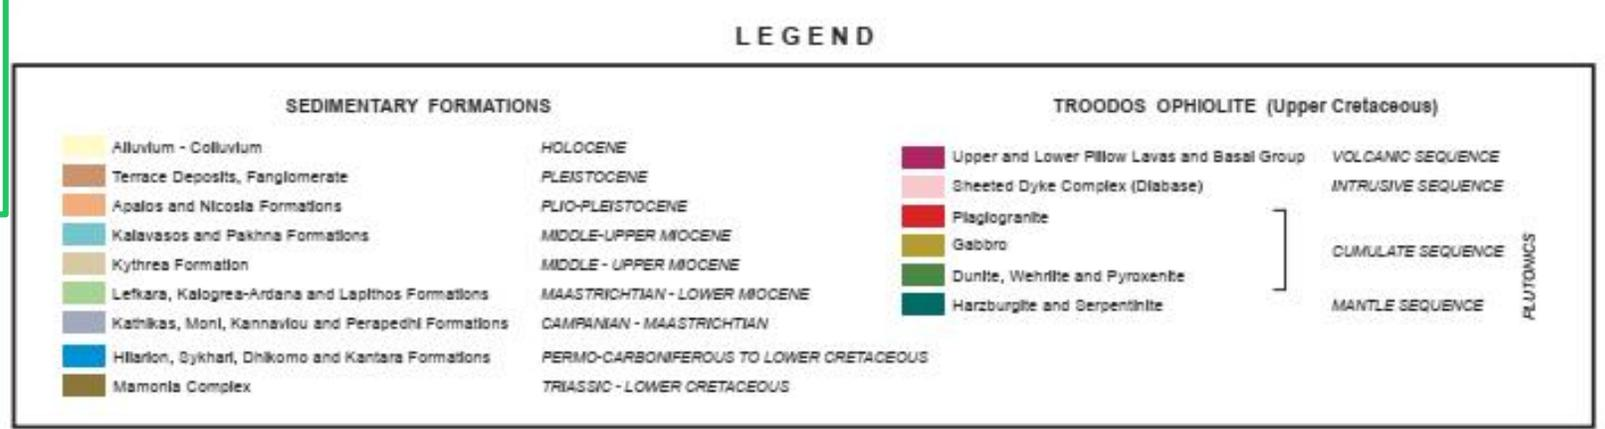 LEGEND
SEDIMENTARY FORMATIONS
Alluvium - Colluvium HOLOCENE
Terrace Deposits, Fanglomerate PLEISTOCENE
Apalos and Nicosia Formations PLIO-PLEISTOCENE
Kalavasos and Pakhna Formations MIDDLE-UPPER MIOCENE
Kythrea Formation MIDDLE - UPPER MIOCENE
Lefkara, Kalogrea-Ardana and Lapithos Formations MAASTRICHTIAN - LOWER MIOCENE
Kathikas, Moni, Kannaviou and Perapedhi Formations CAMPANIAN - MAASTRICHTIAN
Hilarion, Sykhari, Dhikomo and Kantara Formations PERMO-CARBONIFEROUS TO LOWER CRETACEOUS
Mamonia Complex TRIASSIC - LOWER CRETACEOUS
TROODOS OPHIOLITE (Upper Cretaceous)
Upper and Lower Pillow Lavas and Basal Group VOLCANIC SEQUENCE
Sheeted Dyke Complex (Diabase) INTRUSIVE SEQUENCE
Plagiogranite
Gabbro
CUMULATE SEQUENCE
Dunite, Wehrlite and Pyroxenite
Harzburgite and Serpentinite MANTLE SEQUENCE
PLUTONICS